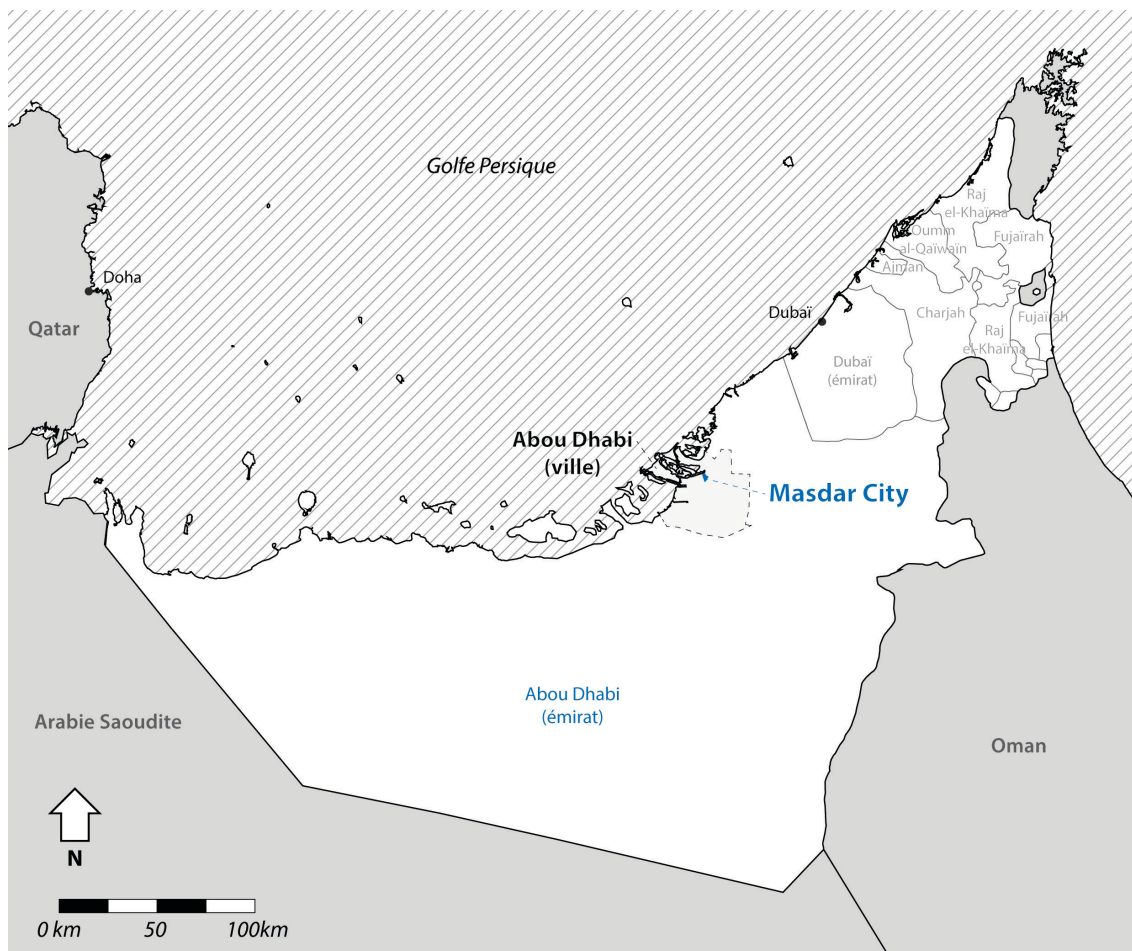 Golfe Persique
Raj
el-Khaïma
Oumm
al-Qaïwaïn
Fujaïrah
Ajman
Doha
Qatar
Dubaï
Charjah
Fujaïrah
Raj
el-Khaïma
Dubaï
(émirat)
Abou Dhabi
(ville)
Masdar City
Abou Dhabi
(émirat)
Arabie Saoudite
Oman
N
0 km 50 100km